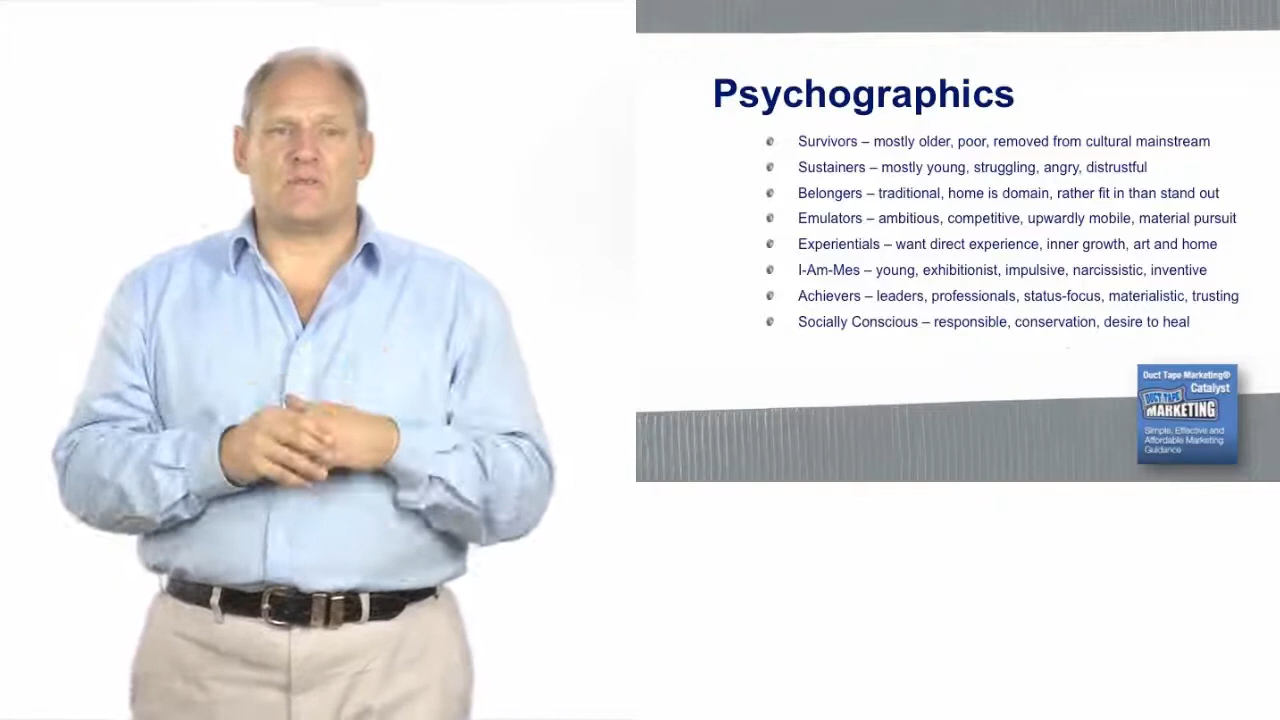 Psychographics
Survivors – mostly older, poor, removed from cultural mainstream
Sustainers – mostly young, struggling, angry, distrustful
Belongers – traditional, home is domain, rather fit in than stand out
Emulators – ambitious, competitive, upwardly mobile, material pursuit
Experientials – want direct experience, inner growth, art and home
I-Am-Mes – young, exhibitionist, impulsive, narcissistic, inventive
Achievers – leaders, professionals, status-focus, materialistic, trusting
Socially Conscious – responsible, conservation, desire to heal
Duct Tape Marketing®
Catalyst
DUCT TAPE
MARKETING
Simple, Effective and
Affordable Marketing
Guidance